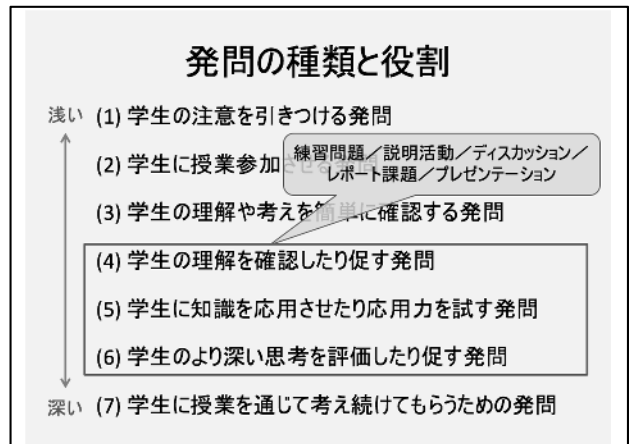 発問の種類と役割
浅い (1) 学生の注意を引きつける発問
(2) 学生に授業参加させる発問
練習問題／説明活動／ディスカッション／
レポート課題／プレゼンテーション
(3) 学生の理解や考えを簡単に確認する発問
(4) 学生の理解を確認したり促す発問
(5) 学生に知識を応用させたり応用力を試す発問
(6) 学生のより深い思考を評価したり促す発問
深い (7) 学生に授業を通じて考え続けてもらうための発問